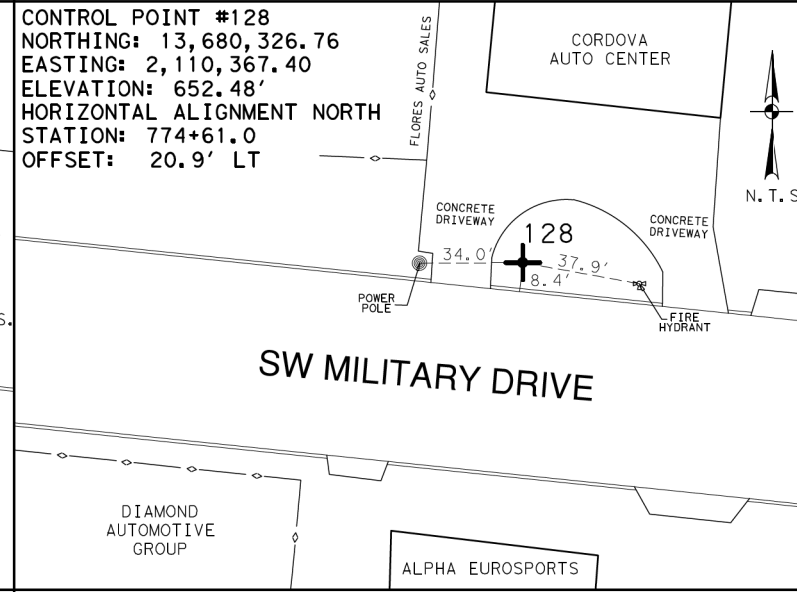 CONTROL POINT #128
NORTHING: 13,680,326.76
EASTING: 2,110,367.40
ELEVATION: 652.48'
HORIZONTAL ALIGNMENT NORTH
STATION: 774+61.0
OFFSET: 20.9' LT
FLORES AUTO SALES
CORDOVA
AUTO CENTER
N.T.S
CONCRETE
DRIVEWAY
128
CONCRETE
DRIVEWAY
34.0'
37.9'
8.4'
POWER
POLE
FIRE
HYDRANT
S.
SW MILITARY DRIVE
DIAMOND
AUTOMOTIVE
GROUP
ALPHA EUROSPORTS